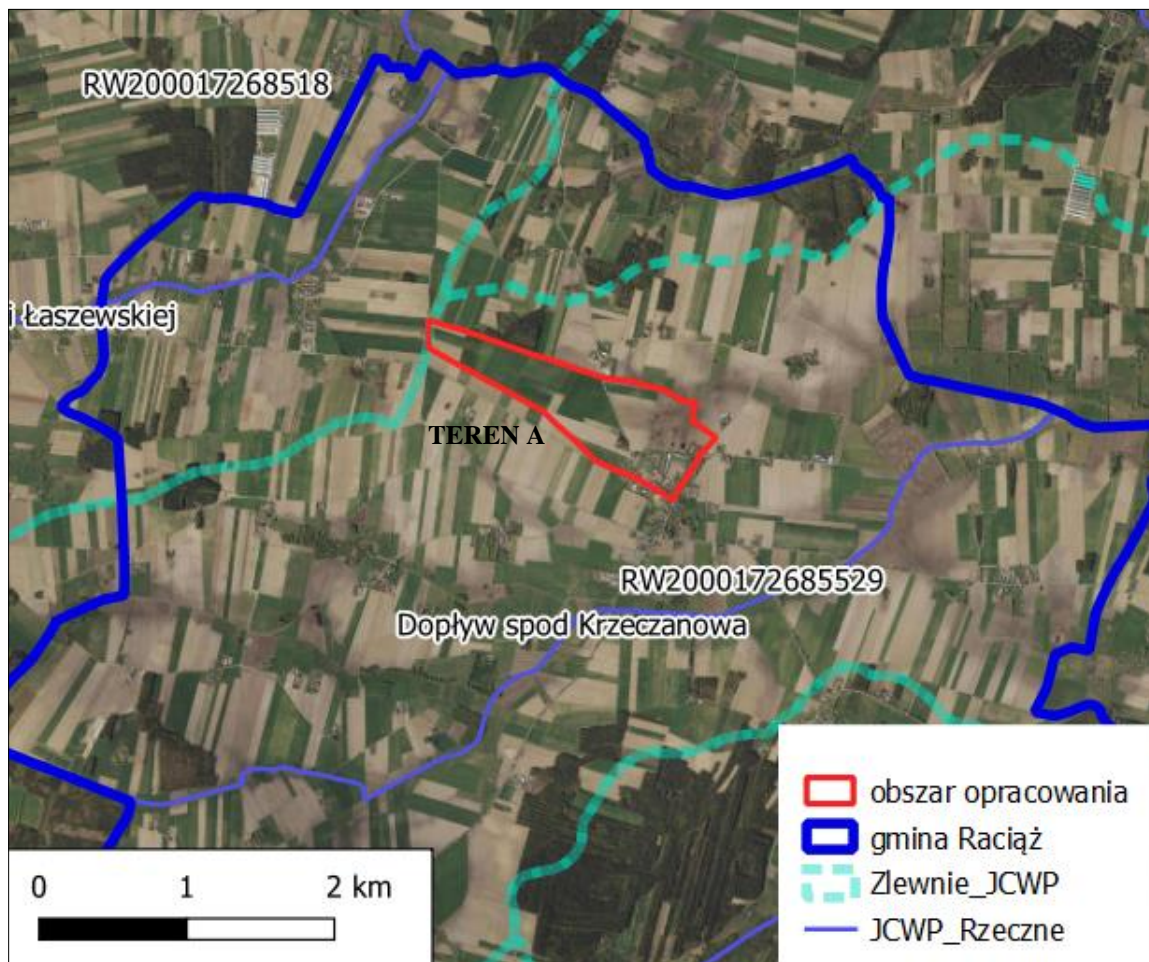 RW200017268518
i Łaszewskiej
TEREN A
RW2000172685529
Dopływ spod Krzeczanowa
obszar opracowania
gmina Raciąż
Zlewnie_JCWP
JCWP_Rzeczne
0 1 2 km